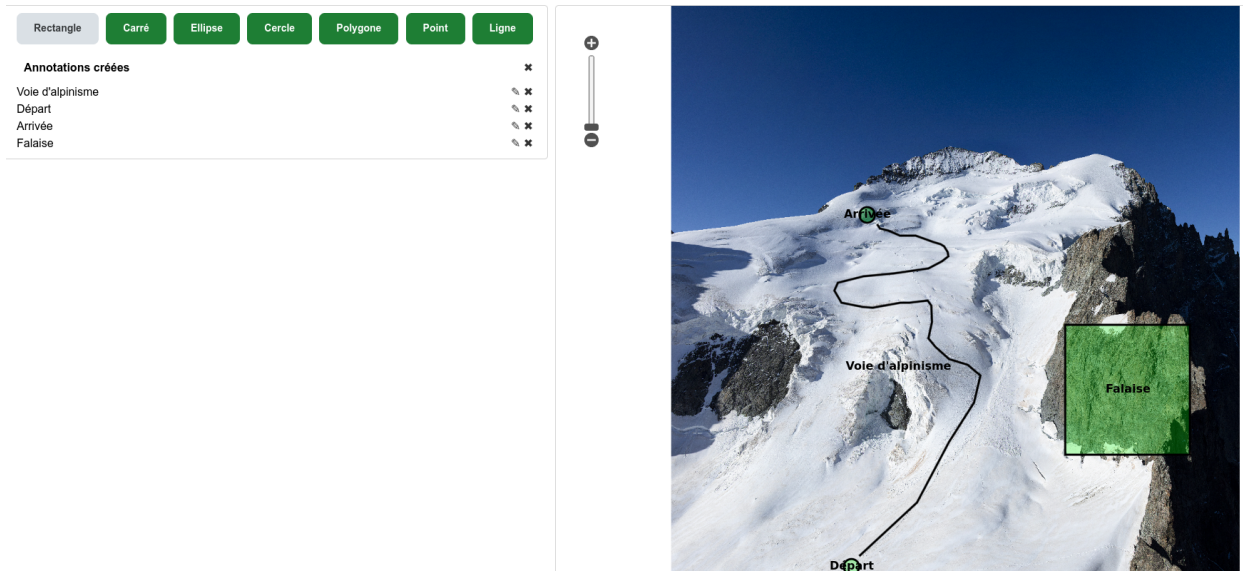 Rectangle Carré Ellipse Cercle Polygone Point Ligne
Annotations créées
Voie d'alpinisme
Départ
Arrivée
Falaise
Arrivée
Voie d'alpinisme
Falaise
Départ